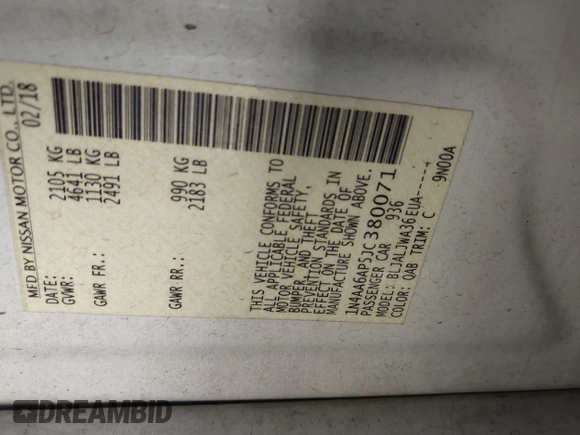 MFD.BY NISSAN MOTOR CO.,LTD.
DATE: 02/18
GVWR: 2105 KG
4641 LB
GAWR FR.: 1130 KG
2491 LB
GAWR RR.: 990 KG
2183 LB
THIS VEHICLE CONFORMS TO
ALL APPLICABLE FEDERAL
MOTOR VEHICLE SAFETY,
BUMPER, AND THEFT
PREVENTION STANDARDS IN
EFFECT ON THE DATE OF
MANUFACTURE SHOWN ABOVE.
1N4AA6AP5JC380071
PASSENGER CAR 936
MODEL: BLJALJWA36EUA-----
COLOR: QAB TRIM: C 9N00A
DREAMBID